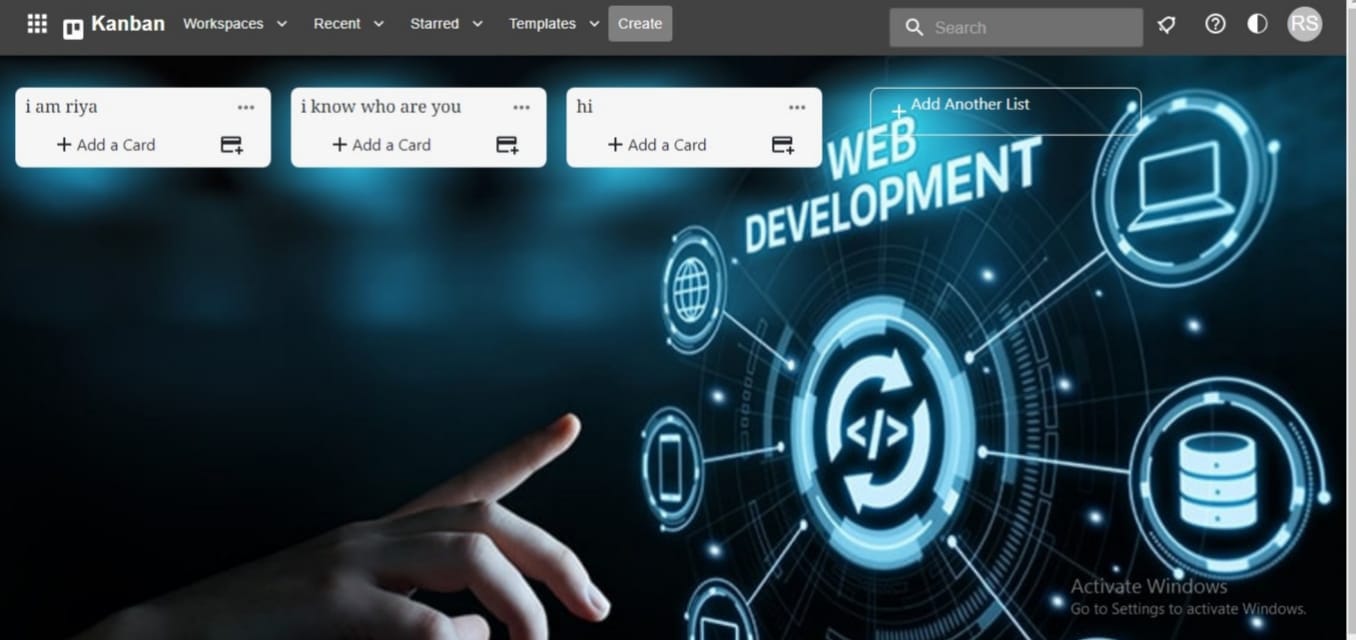 Kanban Workspaces Recent Starred Templates Create Search RS
i am riya
+ Add a Card
i know who are you
+ Add a Card
hi
+ Add a Card
+ Add Another List
WEB
DEVELOPMENT
</>
Activate Windows
Go to Settings to activate Windows.